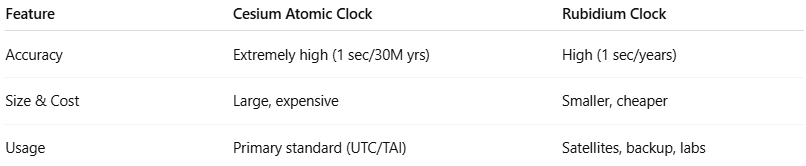 Feature Cesium Atomic Clock Rubidium Clock
Accuracy Extremely high (1 sec/30M yrs) High (1 sec/years)
Size & Cost Large, expensive Smaller, cheaper
Usage Primary standard (UTC/TAI) Satellites, backup, labs